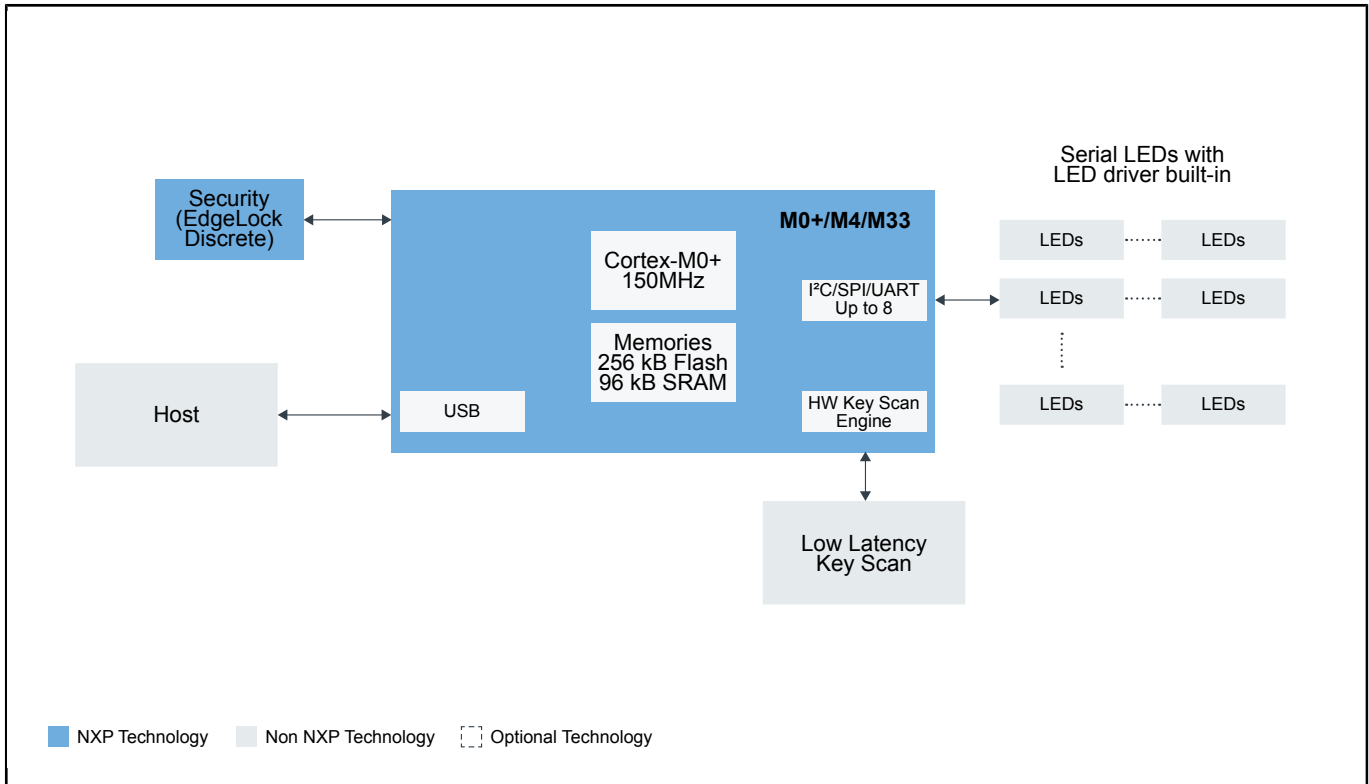 Serial LEDs with
LED driver built-in
Security
(EdgeLock
Discrete)
M0+/M4/M33
Cortex-M0+
150MHz
I²C/SPI/UART
Up to 8
LEDs
LEDs
LEDs
LEDs
LEDs
LEDs
Memories
256 kB Flash
96 kB SRAM
Host
USB
HW Key Scan
Engine
Low Latency
Key Scan
NXP Technology
Non NXP Technology
Optional Technology